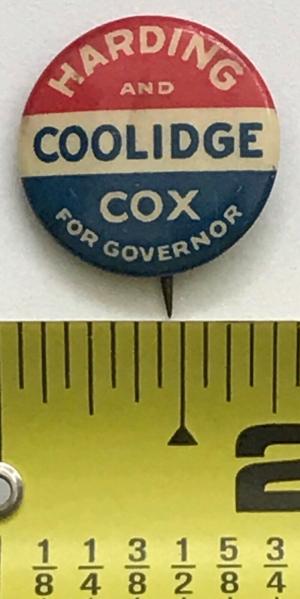 HARDING
AND
COOLIDGE
COX
FOR GOVERNOR
2
1/8 1/4 3/8 1/2 5/8 3/4